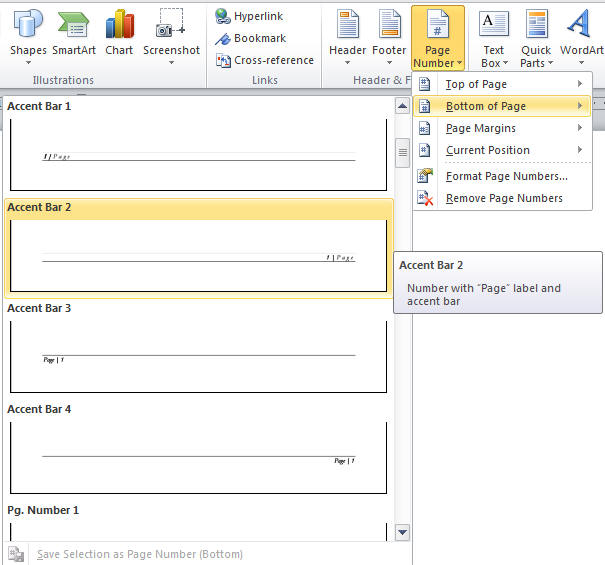 Shapes SmartArt Chart Screenshot
Hyperlink
Bookmark
Cross-reference
Header Footer Page Number
Text Box Quick Parts WordArt
Illustrations
Links
Header & F
Top of Page
Bottom of Page
Page Margins
Current Position
Format Page Numbers...
Remove Page Numbers
Accent Bar 1
1 | Page
Accent Bar 2
1 | Page
Accent Bar 2
Number with "Page" label and
accent bar
Accent Bar 3
Page | 1
Accent Bar 4
Page | 1
Pg. Number 1
Save Selection as Page Number (Bottom)